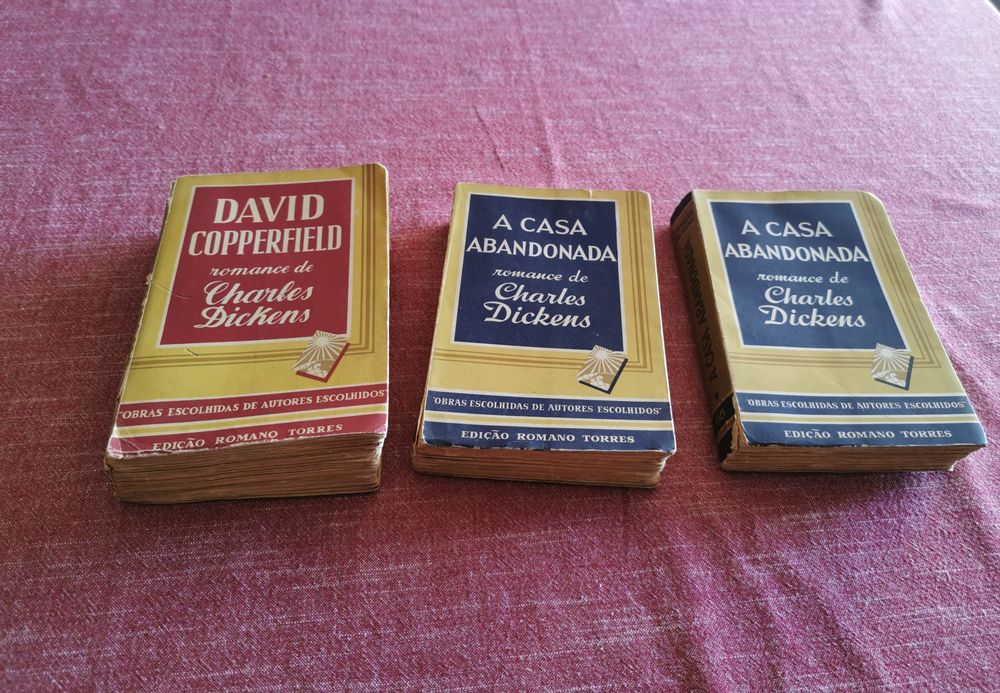 DAVID
COPPERFIELD
romance de
Charles
Dickens
"OBRAS ESCOLHIDAS DE AUTORES ESCOLHIDOS"
EDIÇÃO ROMANO TORRES
A CASA
ABANDONADA
romance de
Charles
Dickens
"OBRAS ESCOLHIDAS DE AUTORES ESCOLHIDOS"
EDIÇÃO ROMANO TORRES
A CASA ABANDONADA
A CASA
ABANDONADA
romance de
Charles
Dickens
"OBRAS ESCOLHIDAS DE AUTORES ESCOLHIDOS"
EDIÇÃO ROMANO TORRES